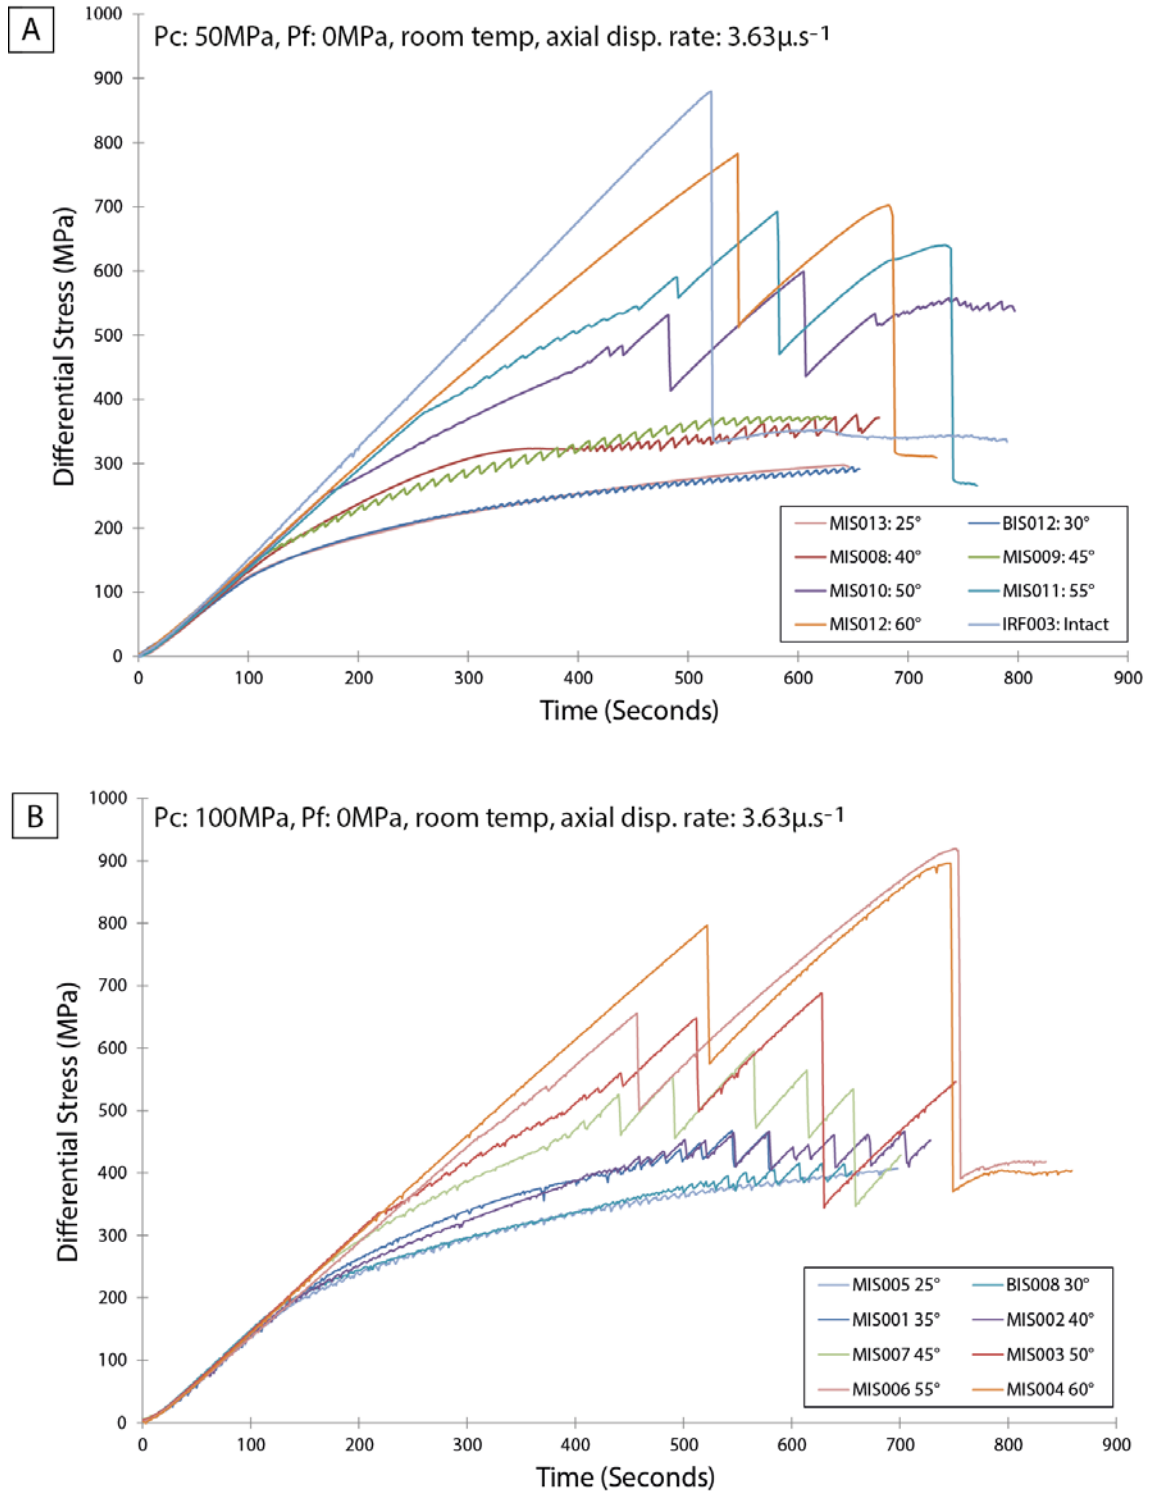 A
Pc: 50MPa, Pf: 0MPa, room temp, axial disp. rate: 3.63µ.s⁻¹
1000
900
800
700
600
500
400
300
200
100
0
Differential Stress (MPa)
MIS013: 25° BIS012: 30°
MIS008: 40° MIS009: 45°
MIS010: 50° MIS011: 55°
MIS012: 60° IRF003: Intact
0 100 200 300 400 500 600 700 800 900
Time (Seconds)
B
Pc: 100MPa, Pf: 0MPa, room temp, axial disp. rate: 3.63µ.s⁻¹
1000
900
800
700
600
500
400
300
200
100
0
Differential Stress (MPa)
MIS005 25° BIS008 30°
MIS001 35° MIS002 40°
MIS007 45° MIS003 50°
MIS006 55° MIS004 60°
0 100 200 300 400 500 600 700 800 900
Time (Seconds)